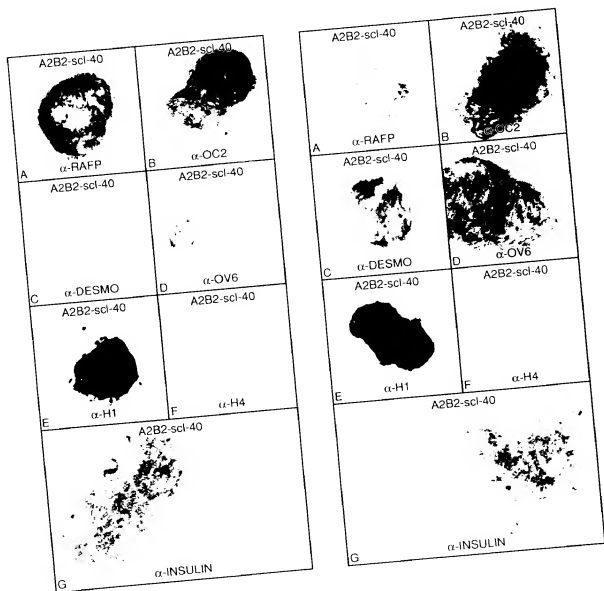 A2B2-scl-40
A
α-RAFP
A2B2-scl-40
B
α-OC2
A2B2-scl-40
C
α-DESMO
A2B2-scl-40
D
α-OV6
A2B2-scl-40
E
α-H1
A2B2-scl-40
F
α-H4
A2B2-scl-40
G
α-INSULIN
A2B2-scl-40
A
α-RAFP
A2B2-scl-40
B
α-OC2
A2B2-scl-40
C
α-DESMO
A2B2-scl-40
D
α-OV6
A2B2-scl-40
E
α-H1
A2B2-scl-40
F
α-H4
A2B2-scl-40
G
α-INSULIN